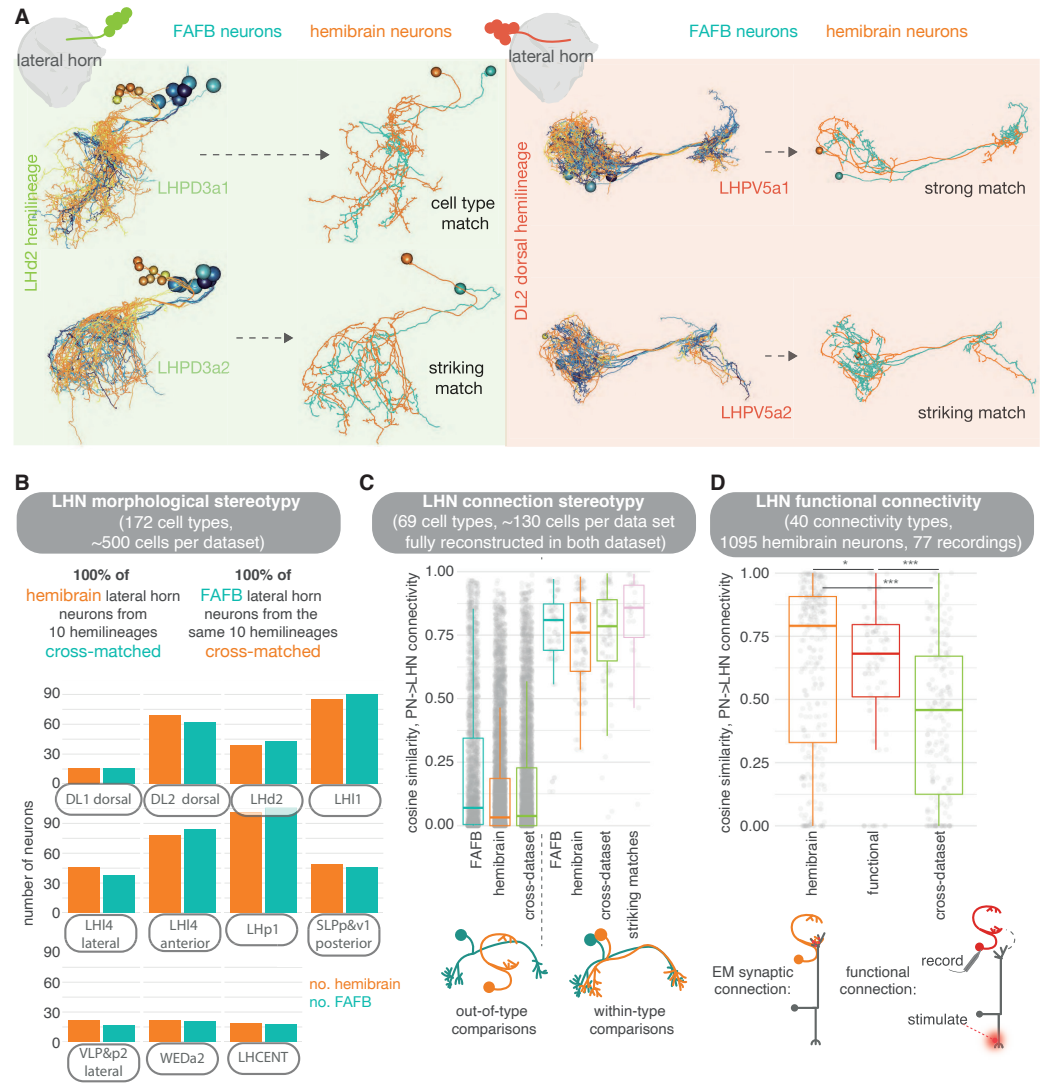 A
FAFB neurons
hemibrain neurons
FAFB neurons
hemibrain neurons
lateral horn
lateral horn
LHd2 hemilineage
LHPD3a1
cell type
match
LHPD3a2
striking
match
DL2 dorsal hemilineage
LHPV5a1
strong match
LHPV5a2
striking match
B
LHN morphological stereotypy
(172 cell types,
~500 cells per dataset)
100% of
hemibrain lateral horn
neurons from
10 hemilineages
cross-matched
100% of
FAFB lateral horn
neurons from the
same 10 hemilineages
cross-matched
number of neurons
90
60
30
0
DL1 dorsal
DL2 dorsal
LHd2
LHl1
90
60
30
0
LHl4
lateral
LHl4
anterior
LHp1
SLPp&v1
posterior
90
60
30
0
no. hemibrain
no. FAFB
VLP&p2
lateral
WEDa2
LHCENT
C
LHN connection stereotypy
(69 cell types, ~130 cells per data set
fully reconstructed in both dataset)
cosine similarity, PN->LHN connectivity
1.00
0.75
0.50
0.25
0.00
FAFB
hemibrain
cross-dataset
FAFB
hemibrain
cross-dataset
striking matches
out-of-type
comparisons
within-type
comparisons
D
LHN functional connectivity
(40 connectivity types,
1095 hemibrain neurons, 77 recordings)
* ***
***
cosine similarity, PN->LHN connectivity
1.00
0.75
0.50
0.25
0.00
hemibrain
functional
cross-dataset
EM synaptic
connection:
functional
connection:
record
stimulate